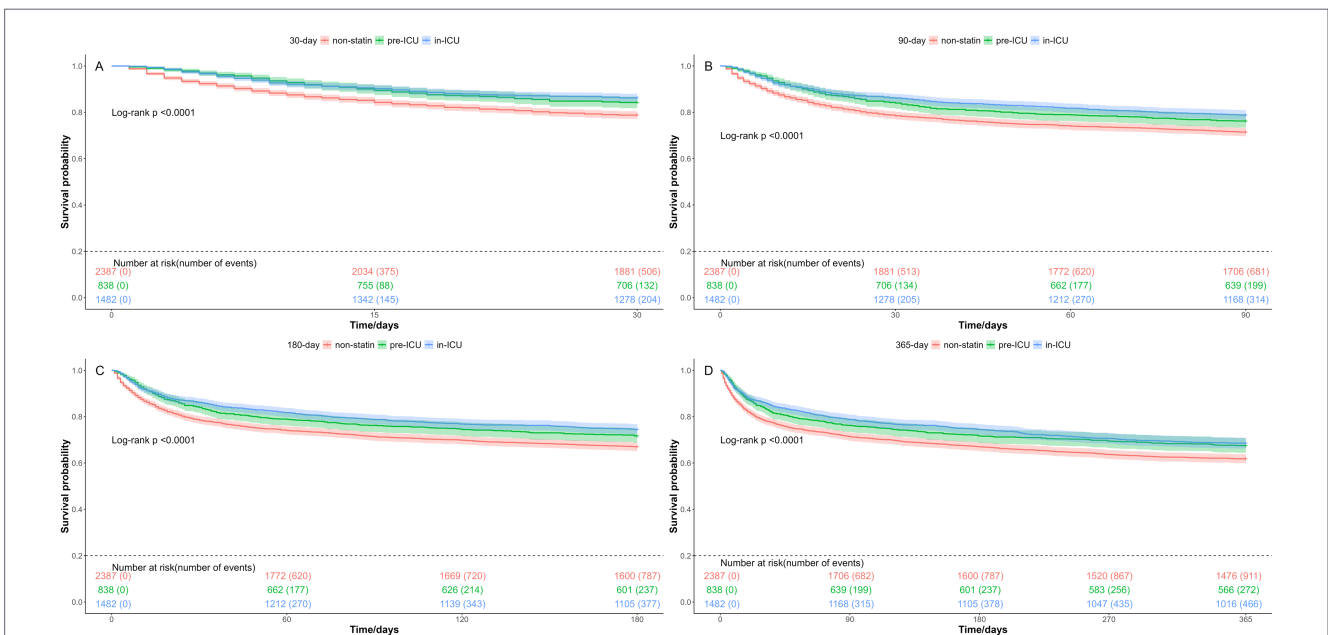 30-day non-statin pre-ICU in-ICU
A
Log-rank p <0.0001
Survival probability
1.0
0.8
0.6
0.4
0.2
0.0
Number at risk(number of events)
2387 (0) 2034 (375) 1881 (506)
838 (0) 755 (88) 706 (132)
1482 (0) 1342 (145) 1278 (204)
0 15 30
Time/days
90-day non-statin pre-ICU in-ICU
B
Log-rank p <0.0001
Survival probability
1.0
0.8
0.6
0.4
0.2
0.0
Number at risk(number of events)
2387 (0) 1881 (513) 1772 (620) 1706 (681)
838 (0) 706 (134) 662 (177) 639 (199)
1482 (0) 1278 (205) 1212 (270) 1168 (314)
0 30 60 90
Time/days
180-day non-statin pre-ICU in-ICU
C
Log-rank p <0.0001
Survival probability
1.0
0.8
0.6
0.4
0.2
0.0
Number at risk(number of events)
2387 (0) 1772 (620) 1669 (720) 1600 (787)
838 (0) 662 (177) 626 (214) 601 (237)
1482 (0) 1212 (270) 1139 (343) 1105 (377)
0 60 120 180
Time/days
365-day non-statin pre-ICU in-ICU
D
Log-rank p <0.0001
Survival probability
1.0
0.8
0.6
0.4
0.2
0.0
Number at risk(number of events)
2387 (0) 1706 (682) 1600 (787) 1520 (867) 1476 (911)
838 (0) 639 (199) 601 (237) 583 (256) 566 (272)
1482 (0) 1168 (315) 1105 (378) 1047 (435) 1016 (466)
0 90 180 270 365
Time/days